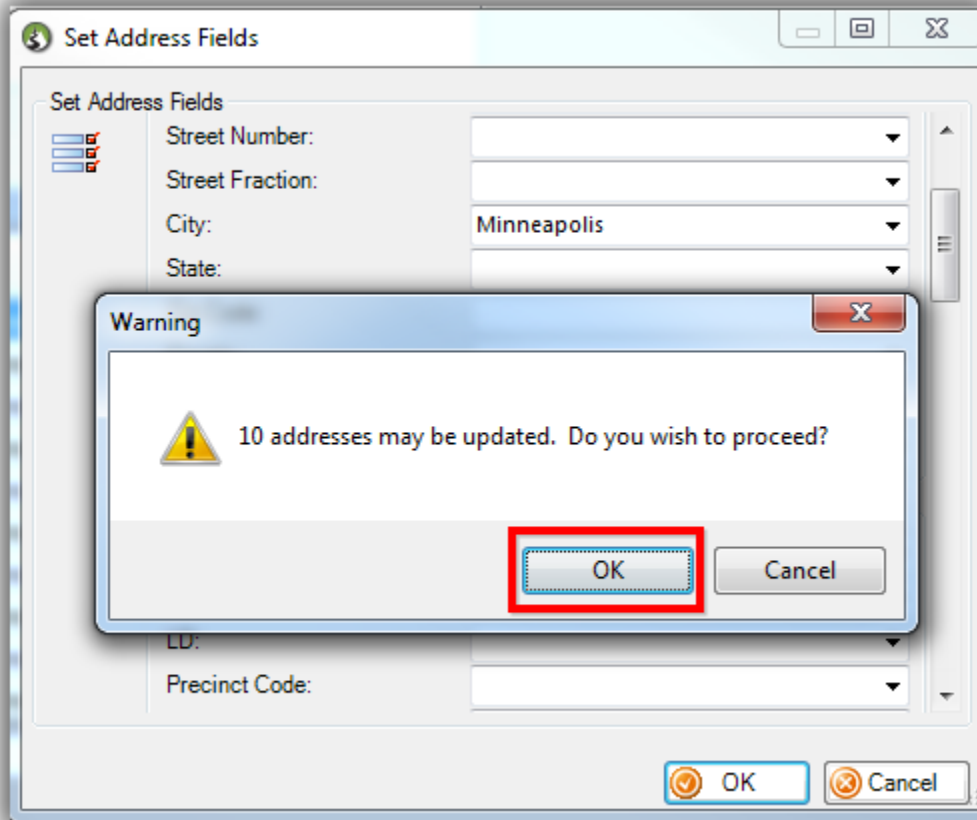 Set Address Fields
Set Address Fields
Street Number:
Street Fraction:
City: Minneapolis
State:
Warning
10 addresses may be updated. Do you wish to proceed?
OK Cancel
LD:
Precinct Code:
OK Cancel